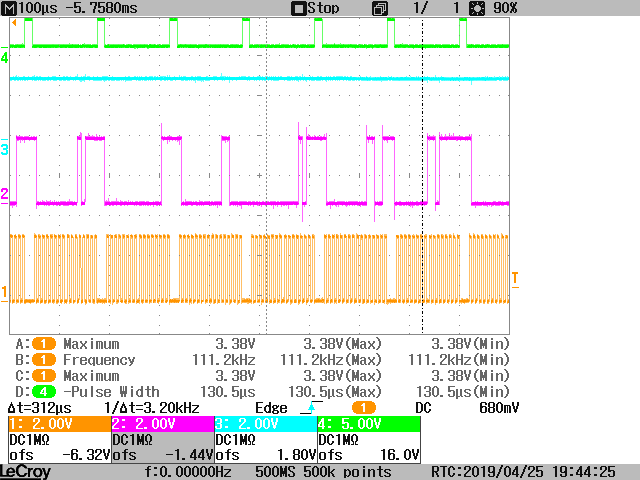 M 100µs -5.7580ms Stop 1/ 1 90%
4
3
2
1
T
A: 1 Maximum 3.38V 3.38V(Max) 3.38V(Min)
B: 1 Frequency 111.2kHz 111.2kHz(Max) 111.2kHz(Min)
C: 1 Maximum 3.38V 3.38V(Max) 3.38V(Min)
D: 4 -Pulse Width 130.5µs 130.5µs(Max) 130.5µs(Min)
Δt=312µs 1/Δt=3.20kHz Edge 1 DC 680mV
1: 2.00V 2: 2.00V 3: 2.00V 4: 5.00V
DC1MΩ DC1MΩ DC1MΩ DC1MΩ
ofs -6.32V ofs -1.44V ofs 1.80V ofs 16.0V
LeCroy f:0.00000Hz 500MS 500k points RTC:2019/04/25 19:44:25